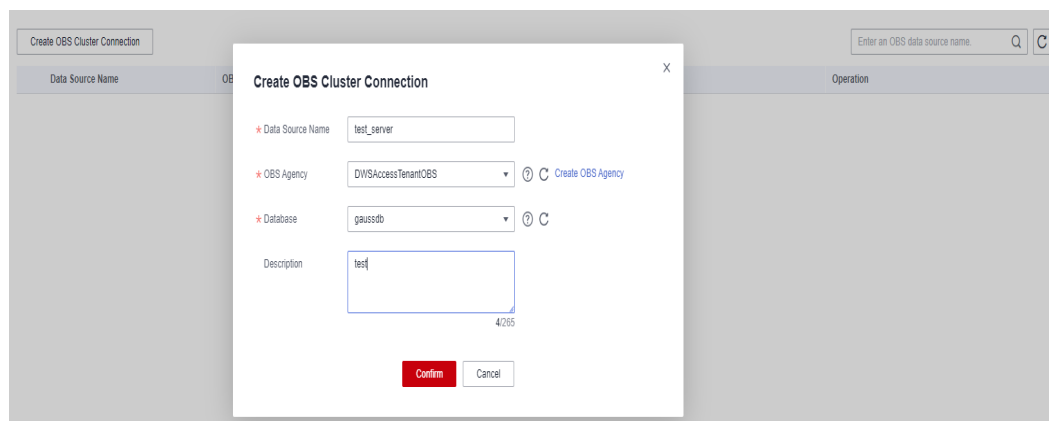 Create OBS Cluster Connection
Enter an OBS data source name.
Data Source Name
OB
Operation
Create OBS Cluster Connection
X
* Data Source Name
test_server
* OBS Agency
DWSAccessTenantOBS
Create OBS Agency
* Database
gaussdb
Description
test
4/265
Confirm
Cancel